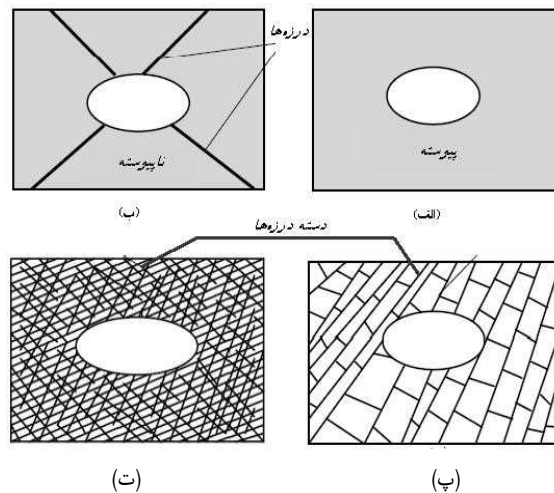 درزه‌ها
پیوسته
ناپیوسته
(الف)
(ب)
دسته درزه‌ها
(پ)
(ت)